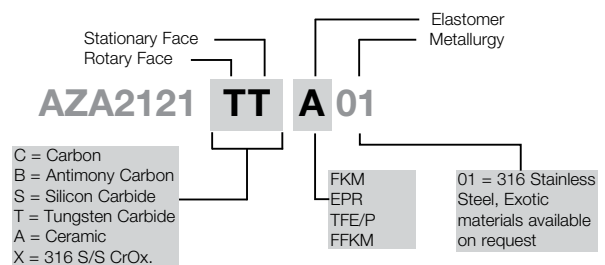 Elastomer
Stationary Face
Metallurgy
Rotary Face
AZA2121 TT A 01
C = Carbon
B = Antimony Carbon
S = Silicon Carbide
T = Tungsten Carbide
A = Ceramic
X = 316 S/S CrOx.
FKM
EPR
TFE/P
FFKM
01 = 316 Stainless
Steel, Exotic
materials available
on request